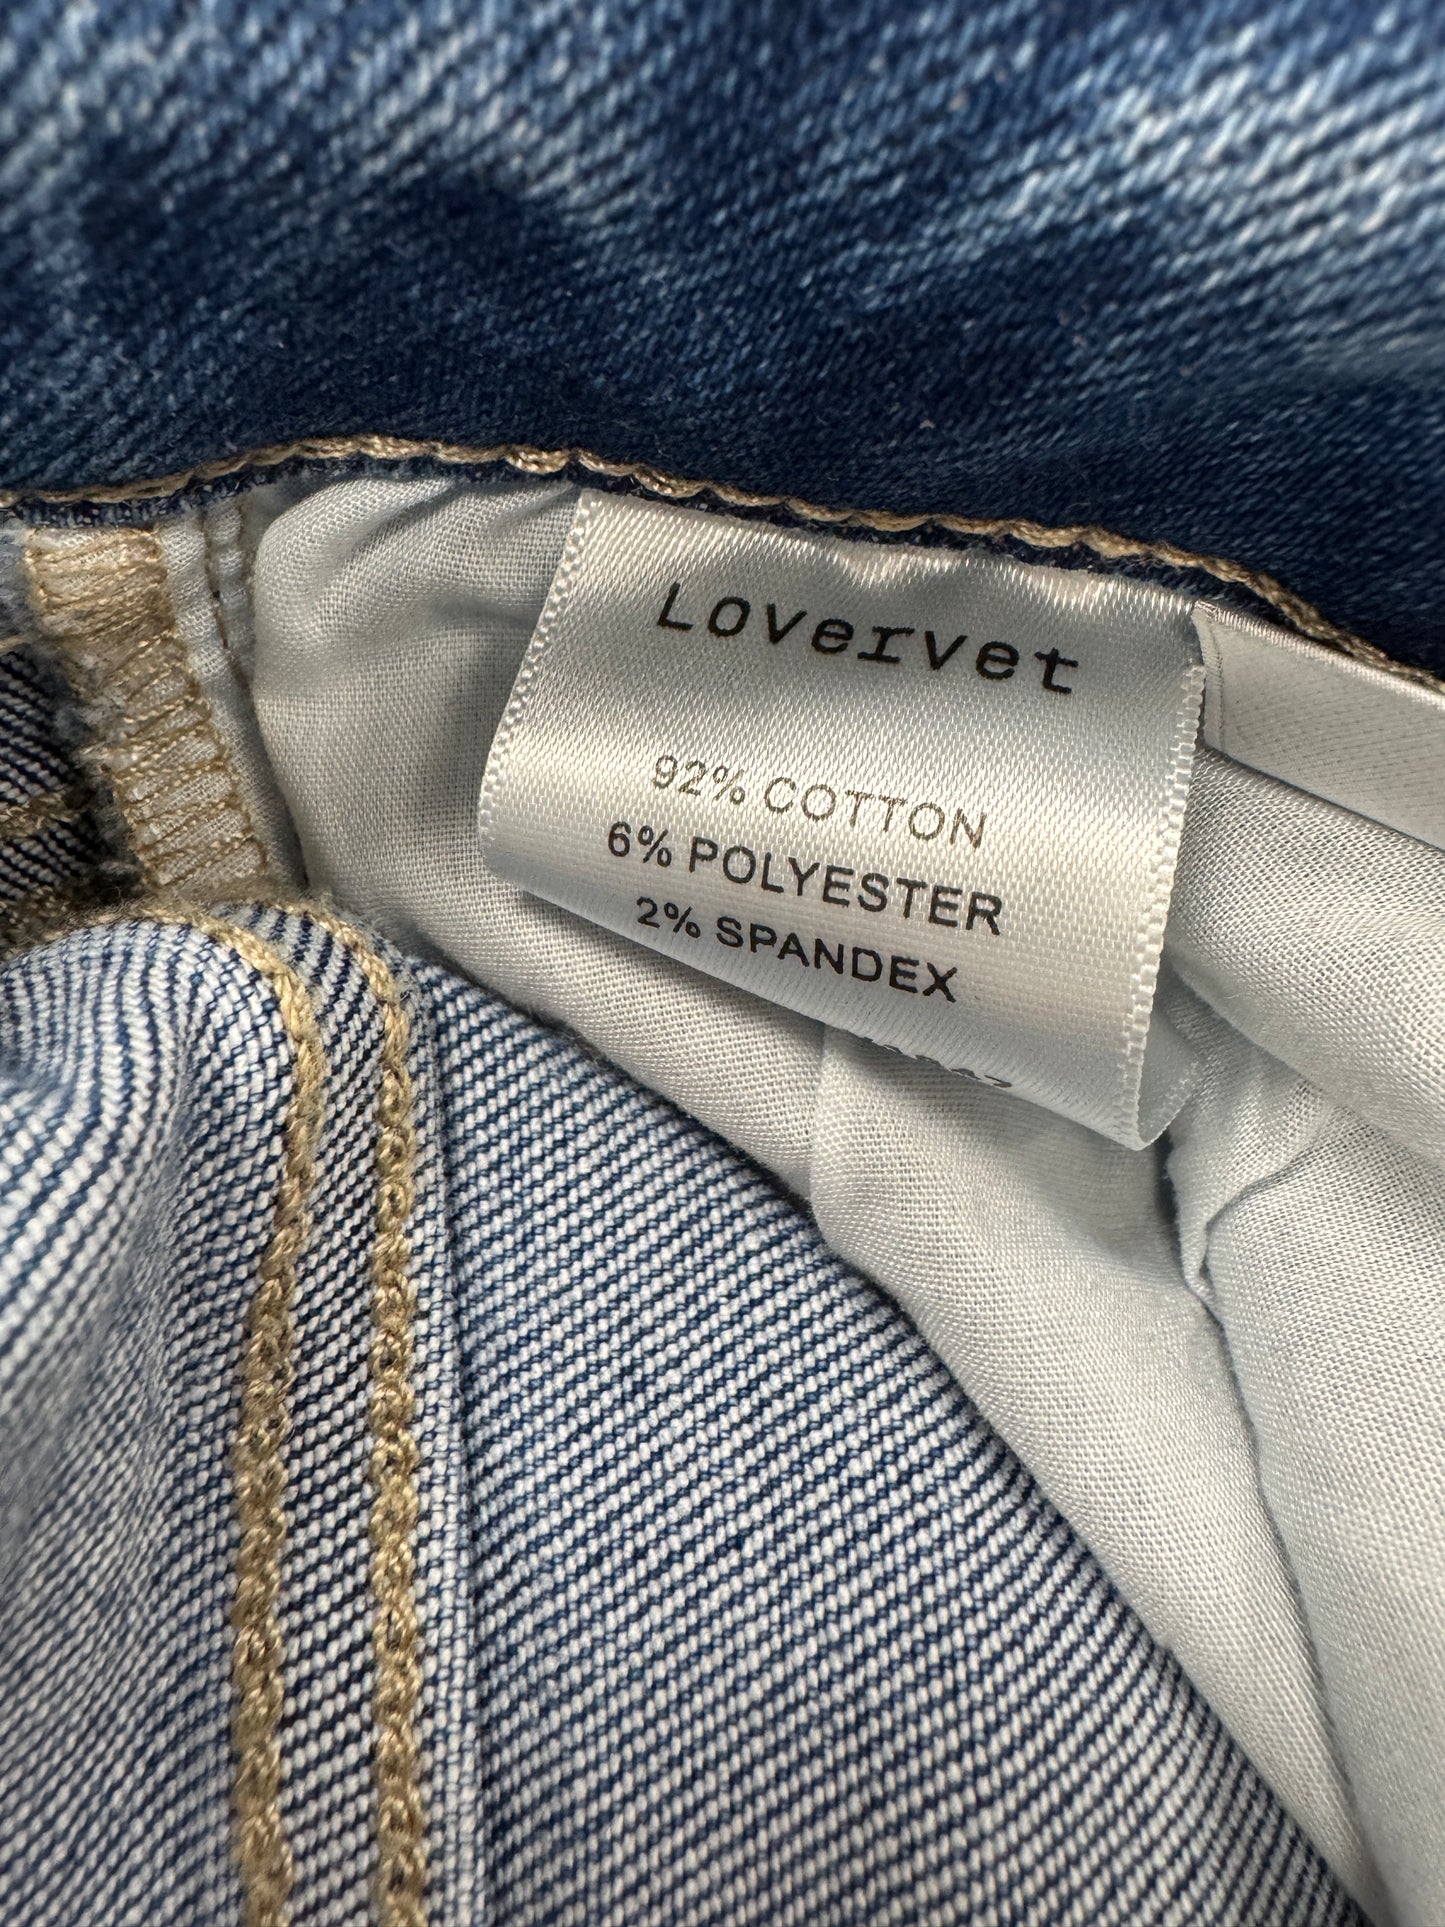 Lovervet
92% COTTON
6% POLYESTER
2% SPANDEX